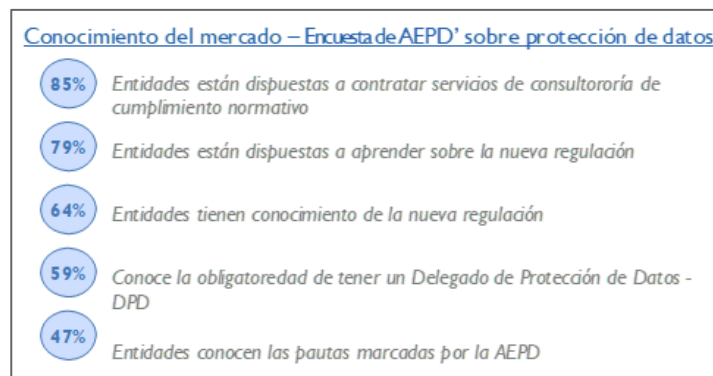 Conocimiento del mercado – Encuesta de AEPD' sobre protección de datos
85%
Entidades están dispuestas a contratar servicios de consultororía de
cumplimiento normativo
79%
Entidades están dispuestas a aprender sobre la nueva regulación
64%
Entidades tienen conocimiento de la nueva regulación
59%
Conoce la obligatoredad de tener un Delegado de Protección de Datos -
DPD
47%
Entidades conocen las pautas marcadas por la AEPD